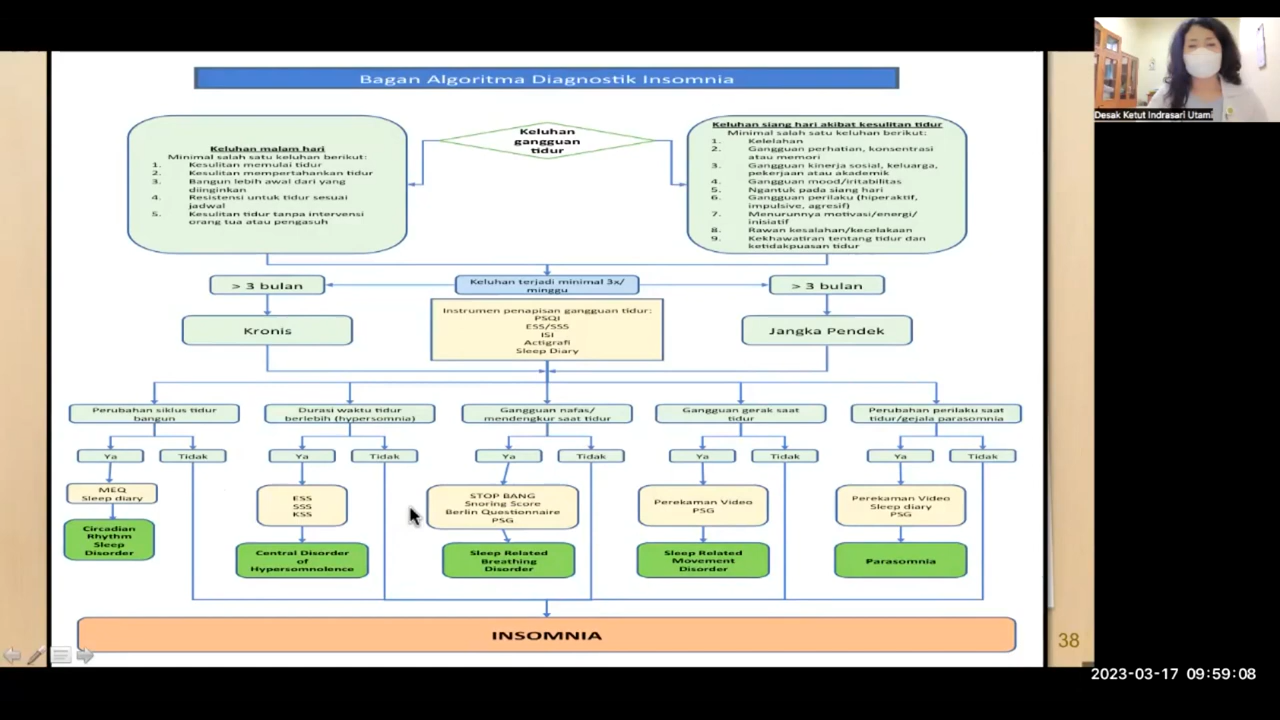 Bagan Algoritma Diagnostik Insomnia
Keluhan malam hari
Minimal salah satu keluhan berikut:
1. Kesulitan memulai tidur
2. Kesulitan mempertahankan tidur
3. Bangun lebih awal dari yang
diinginkan
4. Resistensi untuk tidur sesuai
jadwal
5. Kesulitan tidur tanpa intervensi
orang tua atau pengasuh
Keluhan
gangguan
tidur
Keluhan siang hari akibat kesulitan tidur
Minimal salah satu keluhan berikut:
1. Kelelahan
2. Gangguan perhatian, konsentrasi
atau memori
3. Gangguan kinerja sosial, keluarga,
pekerjaan atau akademik
4. Gangguan mood/iritabilitas
5. Ngantuk pada siang hari
6. Gangguan perilaku (hiperaktif,
impulsive, agresif)
7. Menurunnya motivasi/energi/
inisiatif
8. Rawan kesalahan/kecelakaan
9. Kekhawatiran tentang tidur dan
ketidakpuasan tidur
> 3 bulan
Keluhan terjadi minimal 3x/
minggu
> 3 bulan
Kronis
Instrumen penapisan gangguan tidur:
PSQI
ESS/SSS
ISI
Actigrafi
Sleep Diary
Jangka Pendek
Perubahan siklus tidur
bangun
Durasi waktu tidur
berlebih (hypersomnia)
Gangguan nafas/
mendengkur saat tidur
Gangguan gerak saat
tidur
Perubahan perilaku saat
tidur/gejala parasomnia
Ya
Tidak
Ya
Tidak
Ya
Tidak
Ya
Tidak
Ya
Tidak
MEQ
Sleep diary
ESS
SSS
KSS
STOP BANG
Snoring Score
Berlin Questionnaire
PSG
Perekaman Video
PSG
Perekaman Video
Sleep diary
PSG
Circadian
Rhythm
Sleep
Disorder
Central Disorder
of
Hypersomnolence
Sleep Related
Breathing
Disorder
Sleep Related
Movement
Disorder
Parasomnia
INSOMNIA
38
Desak Ketut Indrasari Utami
2023-03-17 09:59:08